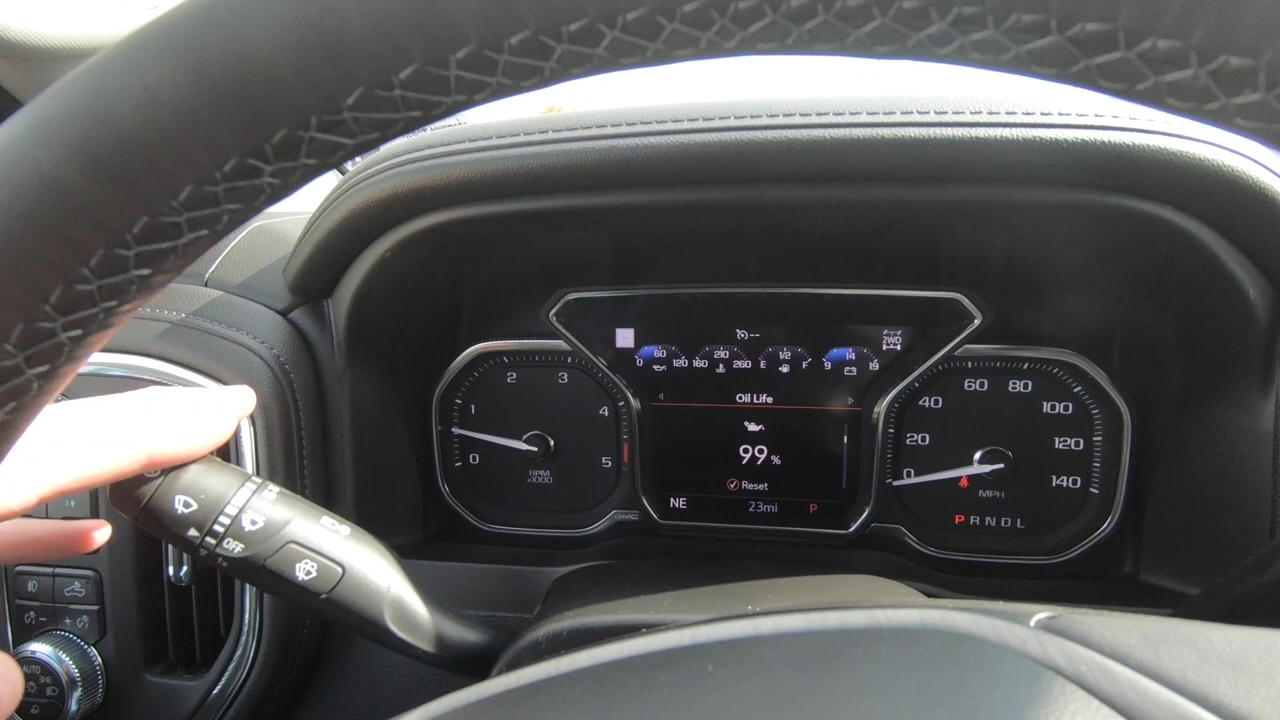 --
2WD
0 60 120
160 210 260
E 1/2 F
9 14 19
Oil Life
99 %
Reset
NE 23mi P
0 1 2 3 4 5
RPM
x1000
GMC
0 20 40 60 80 100 120 140
MPH
PRNDL
OFF
AUTO